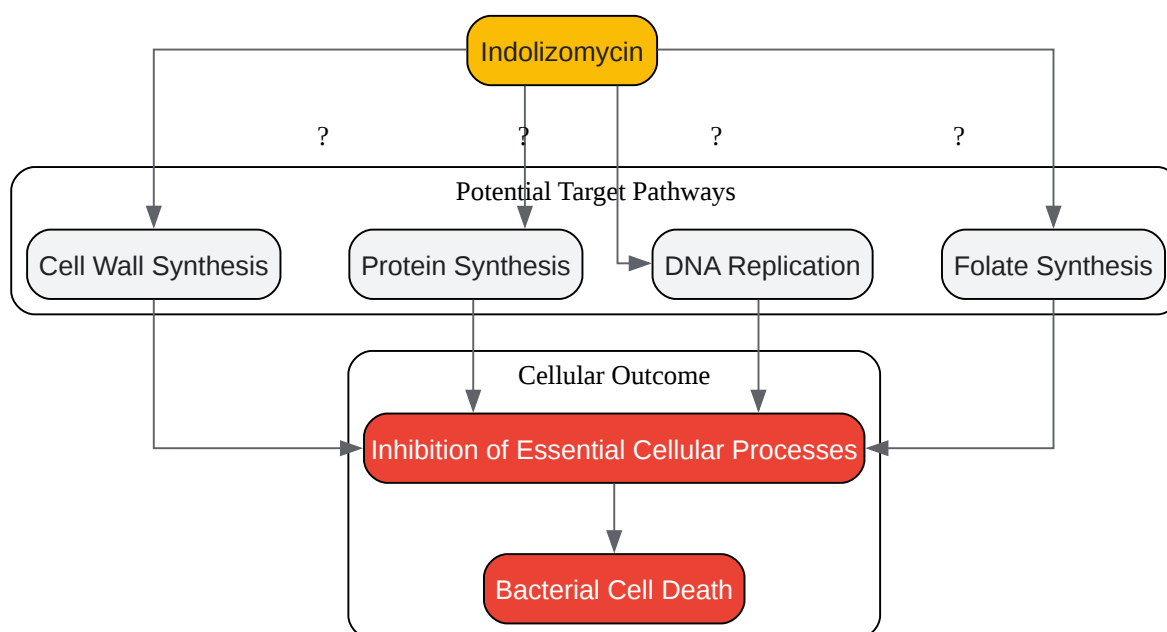 Indolizomycin
? ? ? ?
Potential Target Pathways
Cell Wall Synthesis Protein Synthesis DNA Replication Folate Synthesis
Cellular Outcome
Inhibition of Essential Cellular Processes
Bacterial Cell Death